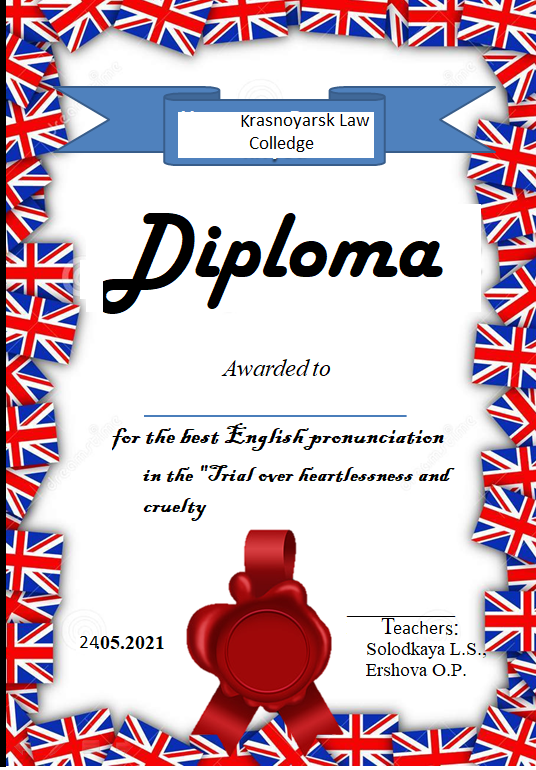 Krasnoyarsk Law
Colledge
Diploma
Awarded to
for the best English pronunciation
in the "Trial over heartlessness and
cruelty
2405.2021
Teachers:
Solodkaya L.S.,
Ershova O.P.